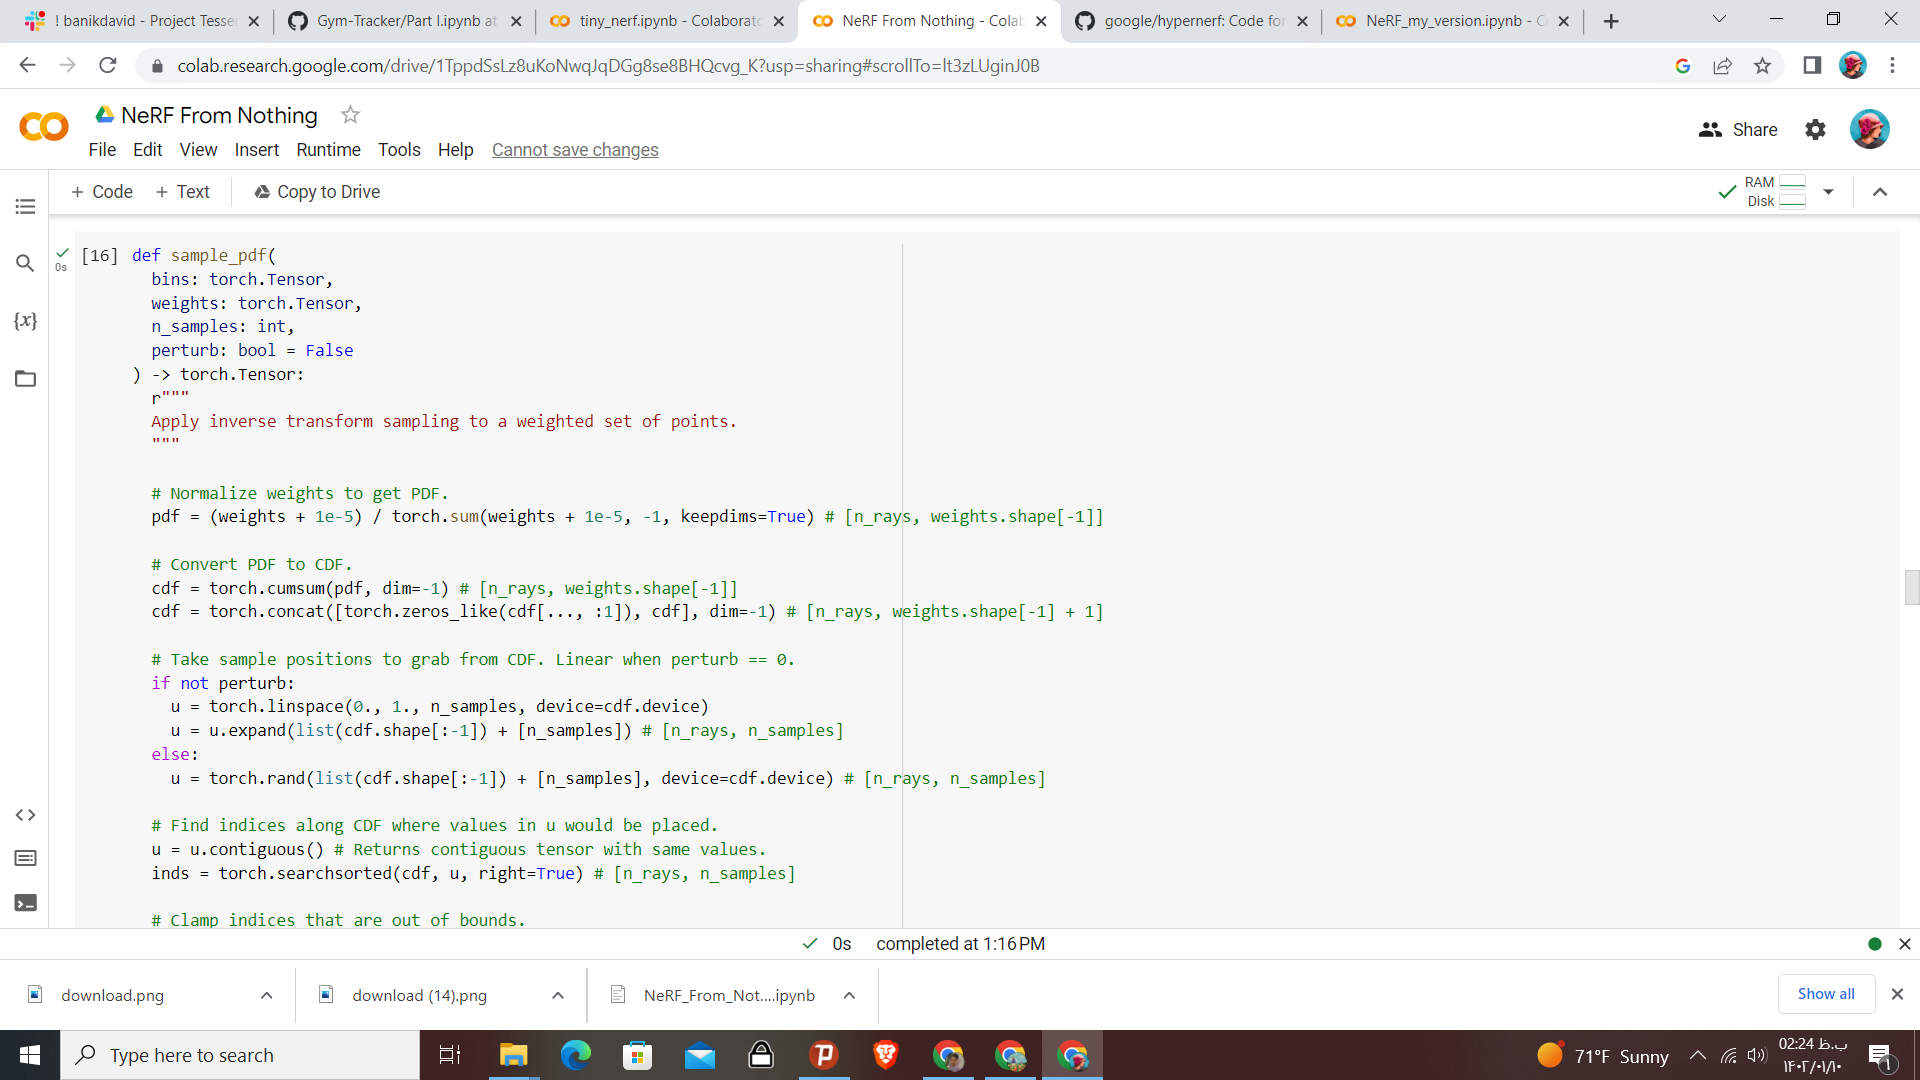 ! banikdavid - Project Tesse
Gym-Tracker/Part I.ipynb at
tiny_nerf.ipynb - Colaborato
NeRF From Nothing - Colab
google/hypernerf: Code for
NeRF_my_version.ipynb - C
colab.research.google.com/drive/1TppdSsLz8uKoNwqJqDGg8se8BHQcvg_K?usp=sharing#scrollTo=lt3zLUginJ0B
NeRF From Nothing
Share
File Edit View Insert Runtime Tools Help Cannot save changes
+ Code + Text Copy to Drive
RAM
Disk
0s
[16] def sample_pdf(
  bins: torch.Tensor,
  weights: torch.Tensor,
  n_samples: int,
  perturb: bool = False
) -> torch.Tensor:
  r"""
  Apply inverse transform sampling to a weighted set of points.
  """
  # Normalize weights to get PDF.
  pdf = (weights + 1e-5) / torch.sum(weights + 1e-5, -1, keepdims=True) # [n_rays, weights.shape[-1]]
  # Convert PDF to CDF.
  cdf = torch.cumsum(pdf, dim=-1) # [n_rays, weights.shape[-1]]
  cdf = torch.concat([torch.zeros_like(cdf[..., :1]), cdf], dim=-1) # [n_rays, weights.shape[-1] + 1]
  # Take sample positions to grab from CDF. Linear when perturb == 0.
  if not perturb:
    u = torch.linspace(0., 1., n_samples, device=cdf.device)
    u = u.expand(list(cdf.shape[:-1]) + [n_samples]) # [n_rays, n_samples]
  else:
    u = torch.rand(list(cdf.shape[:-1]) + [n_samples], device=cdf.device) # [n_rays, n_samples]
  # Find indices along CDF where values in u would be placed.
  u = u.contiguous() # Returns contiguous tensor with same values.
  inds = torch.searchsorted(cdf, u, right=True) # [n_rays, n_samples]
  # Clamp indices that are out of bounds.
0s completed at 1:16 PM
download.png
download (14).png
NeRF_From_Not....ipynb
Show all
Type here to search
71°F Sunny
02:24 ب.ظ
۱۴۰۲/۰۱/۱۰
1